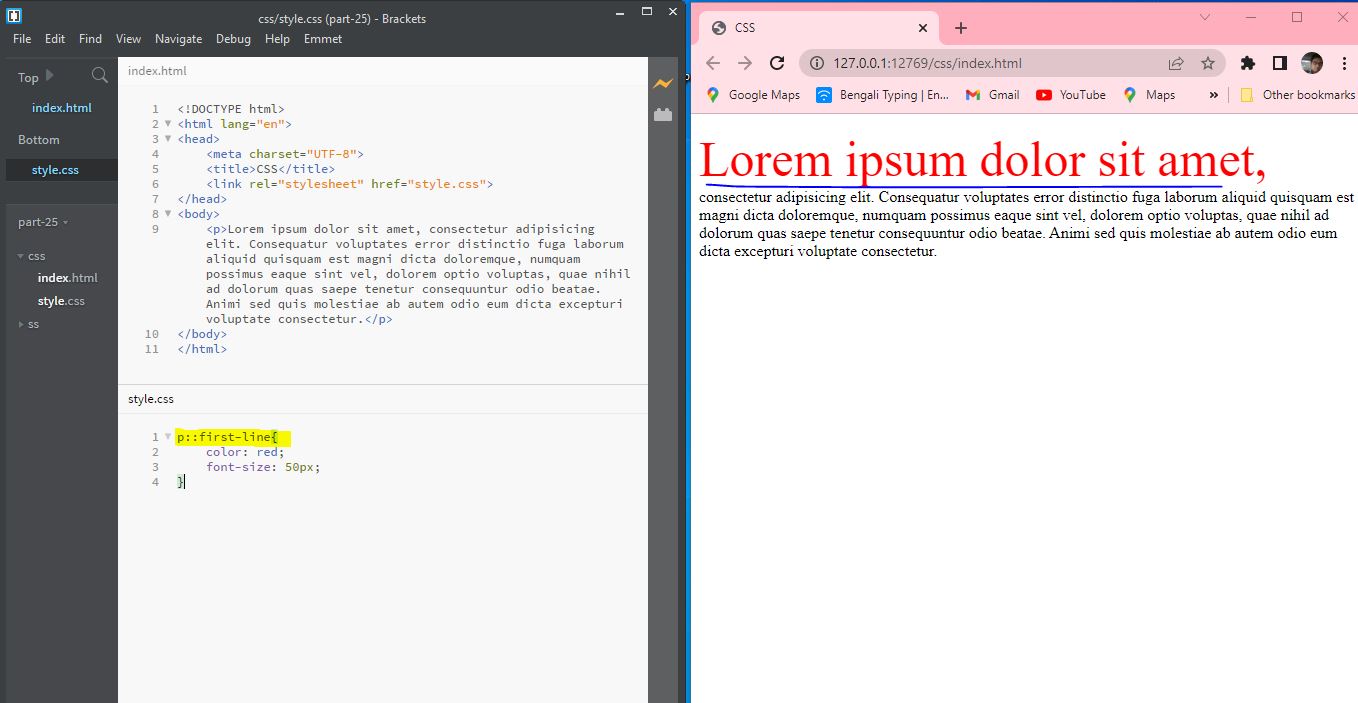 css/style.css (part-25) - Brackets
File Edit Find View Navigate Debug Help Emmet
Top
index.html
Bottom
style.css
part-25
css
index.html
style.css
ss
index.html
1 <!DOCTYPE html>
2 <html lang="en">
3 <head>
4 <meta charset="UTF-8">
5 <title>CSS</title>
6 <link rel="stylesheet" href="style.css">
7 </head>
8 <body>
9 <p>Lorem ipsum dolor sit amet, consectetur adipisicing
elit. Consequatur voluptates error distinctio fuga laborum
aliquid quisquam est magni dicta doloremque, numquam
possimus eaque sint vel, dolorem optio voluptas, quae nihil
ad dolorum quas saepe tenetur consequuntur odio beatae.
Animi sed quis molestiae ab autem odio eum dicta excepturi
voluptate consectetur.</p>
10 </body>
11 </html>
style.css
1 p::first-line{
2 color: red;
3 font-size: 50px;
4 }
CSS
127.0.0.1:12769/css/index.html
Google Maps Bengali Typing | En... Gmail YouTube Maps » Other bookmarks
Lorem ipsum dolor sit amet,
consectetur adipisicing elit. Consequatur voluptates error distinctio fuga laborum aliquid quisquam est
magni dicta doloremque, numquam possimus eaque sint vel, dolorem optio voluptas, quae nihil ad
dolorum quas saepe tenetur consequuntur odio beatae. Animi sed quis molestiae ab autem odio eum
dicta excepturi voluptate consectetur.